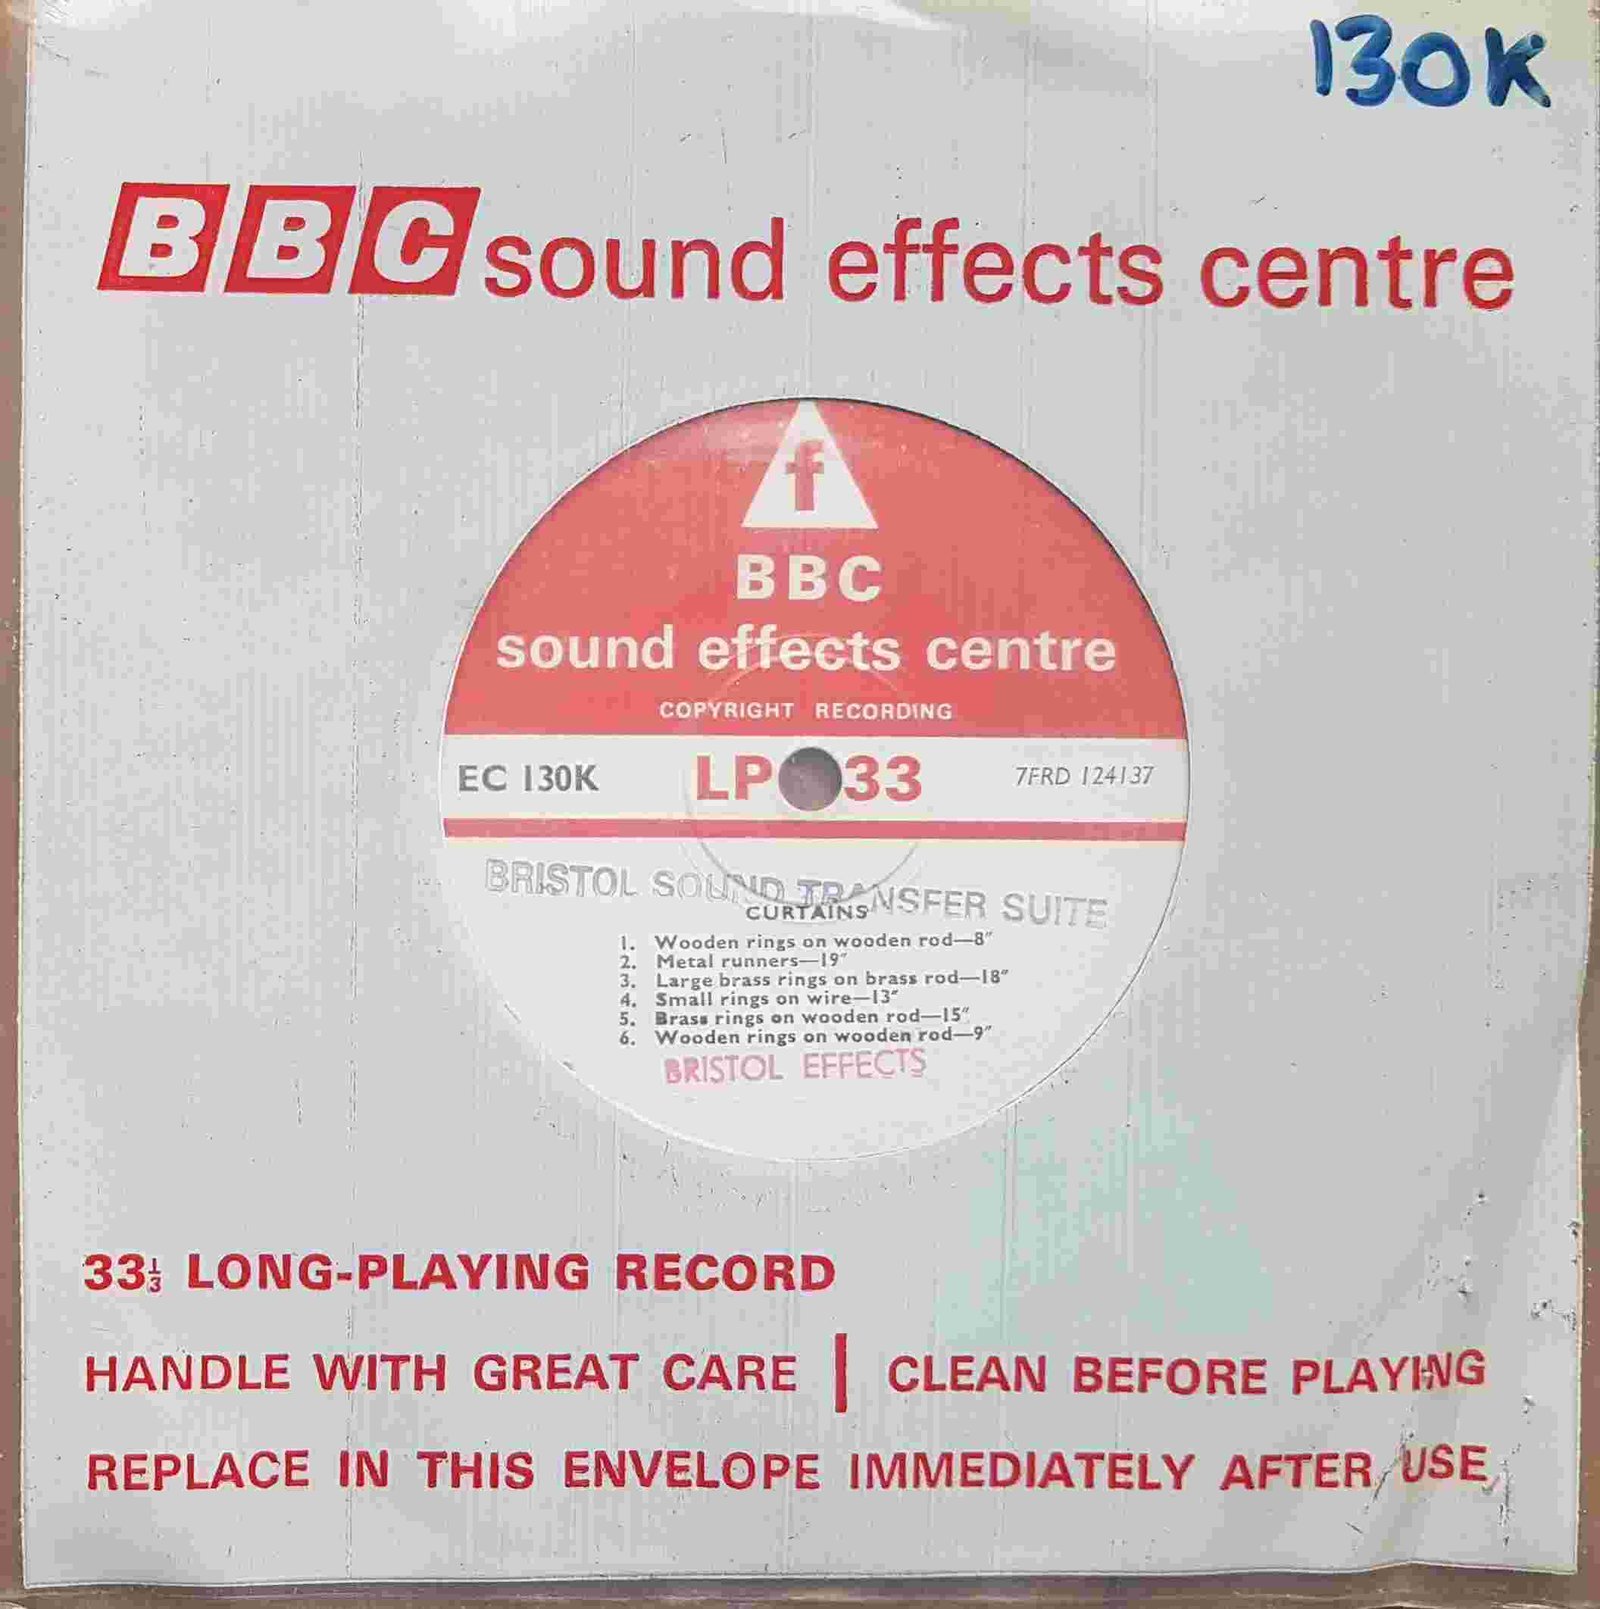 130K
BBC sound effects centre
f
BBC
sound effects centre
COPYRIGHT RECORDING
EC 130K LP 33 7FRD 124137
BRISTOL SOUND TRANSFER SUITE
CURTAINS
1. Wooden rings on wooden rod—8″
2. Metal runners—19″
3. Large brass rings on brass rod—18″
4. Small rings on wire—13″
5. Brass rings on wooden rod—15″
6. Wooden rings on wooden rod—9″
BRISTOL EFFECTS
33⅓ LONG-PLAYING RECORD
HANDLE WITH GREAT CARE | CLEAN BEFORE PLAYING
REPLACE IN THIS ENVELOPE IMMEDIATELY AFTER USE